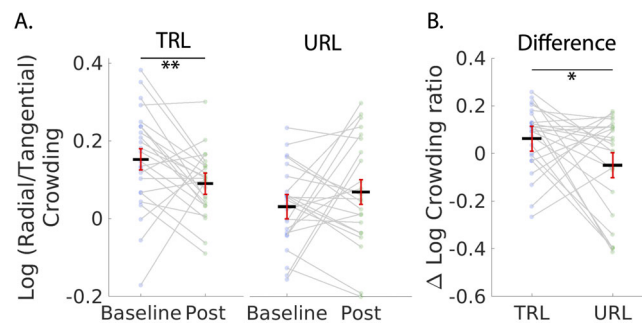 A.
TRL
URL
**
Log (Radial/Tangential)
Crowding
0.4
0.2
0
-0.2
Baseline Post
Baseline
Post
B.
Difference
*
Δ Log Crowding ratio
0.4
0.2
0
-0.2
-0.4
-0.6
TRL
URL